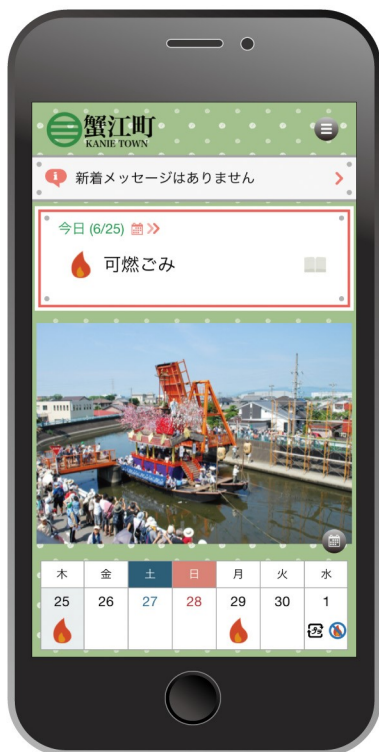 蟹江町
KANIE TOWN
新着メッセージはありません
今日 (6/25)
可燃ごみ
木 金 土 日 月 火 水
25 26 27 28 29 30 1
プラ